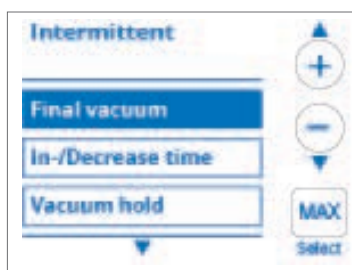 Intermittent
+
Final vacuum
−
In-/Decrease time
Vacuum hold
MAX
Select